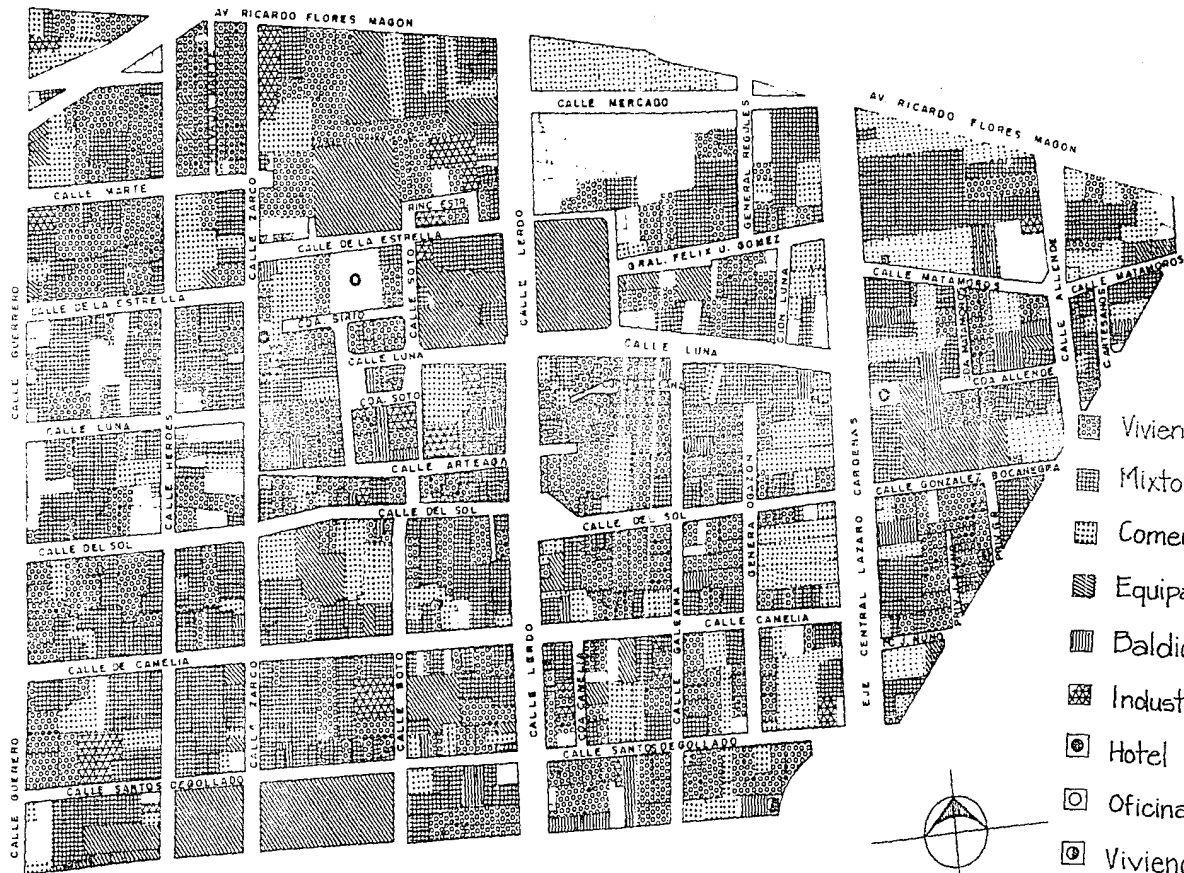 AV. RICARDO FLORES MAGON
CALLE MERCADO
AV. RICARDO FLORES MAGON
GENERAL REGULES
CALLE MARTE
CALLE ZARCO
RINC. ESTR.
CALLE LERDO
CALLE DE LA ESTRELLA
CALLE SOTO
GRAL. FELIX U. GOMEZ
CALLE ALLENDE
CALLE MATAMOROS
CALLE MATAMOROS
CALLE DE LA ESTRELLA
CALLE GUERRERO
CDA. SIXTO
CJON. LUNA
CALLE LUNA
CALLE LUNA
CDA. ALLENDE
CDA. SOTO
CALLE LUNA
CALLE HEROES
CALLE ARTEAGA
CALLE GONZALEZ BOCANEGRA
CALLE DEL SOL
CALLE DEL SOL
CALLE DEL SOL
GENERAL OGAZON
EJE CENTRAL LAZARO CARDENAS
CALLE CAMELIA
CALLE GALEANA
CALLE DE CAMELIA
CALLE ZARCO
CALLE SOTO
CALLE LERDO
CDA. CAMELIA
CALLE SANTOS DEGOLLADO
CALLE SANTOS DEGOLLADO
CALLE GUERRERO
Vivien
Mixto
Comer
Equipa
Baldio
Indust
Hotel
Oficina
Viviend